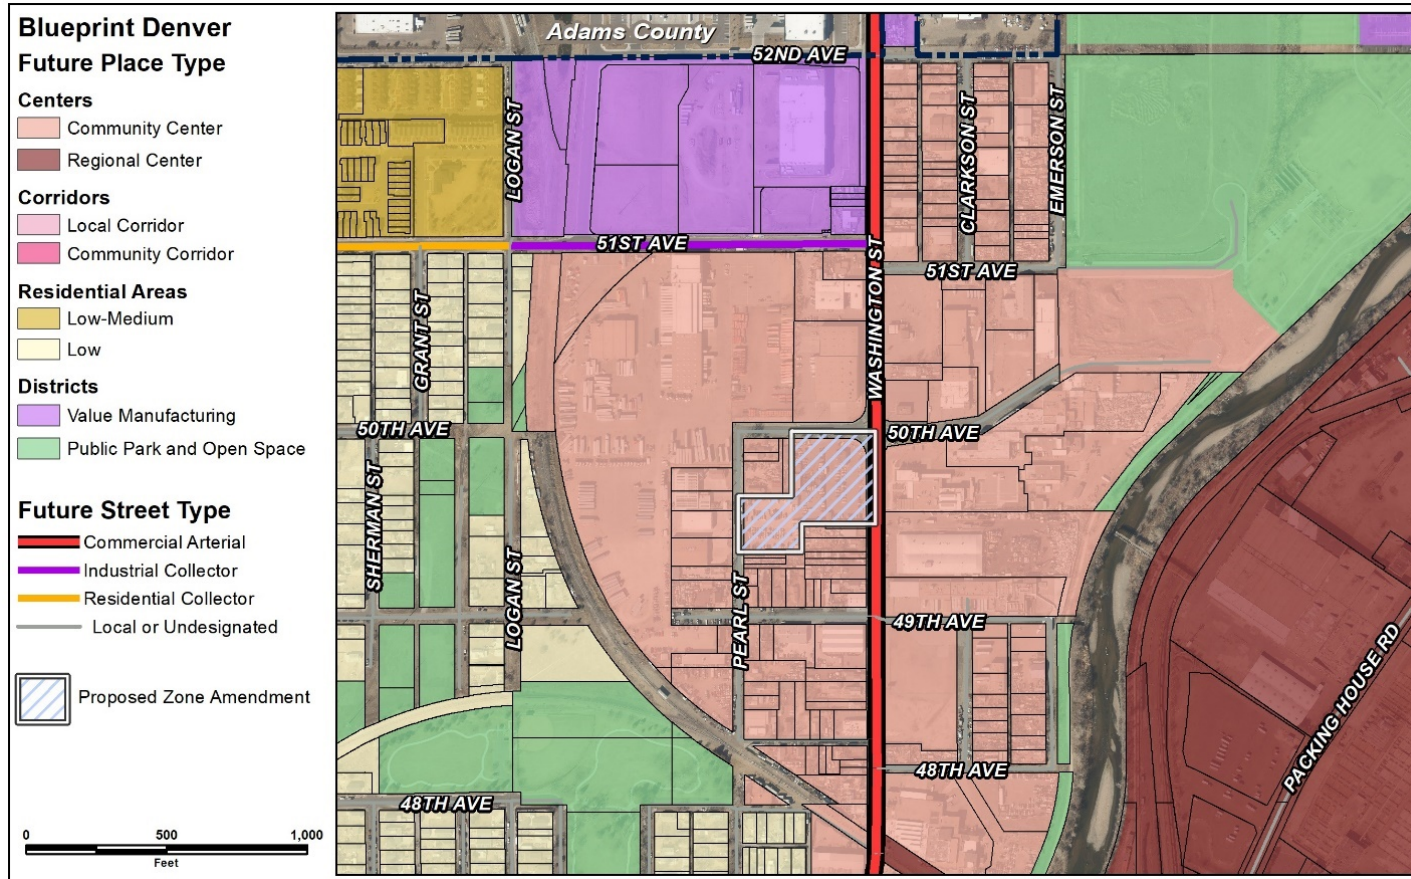 Blueprint Denver
Future Place Type
Centers
Community Center
Regional Center
Corridors
Local Corridor
Community Corridor
Residential Areas
Low-Medium
Low
Districts
Value Manufacturing
Public Park and Open Space
Future Street Type
Commercial Arterial
Industrial Collector
Residential Collector
Local or Undesignated
Proposed Zone Amendment
0 500 1,000
Feet
Adams County
52ND AVE
LOGAN ST
CLARKSON ST
EMERSON ST
51ST AVE
51ST AVE
WASHINGTON ST
GRANT ST
50TH AVE
50TH AVE
SHERMAN ST
LOGAN ST
PEARL ST
49TH AVE
PACKING HOUSE RD
48TH AVE
48TH AVE